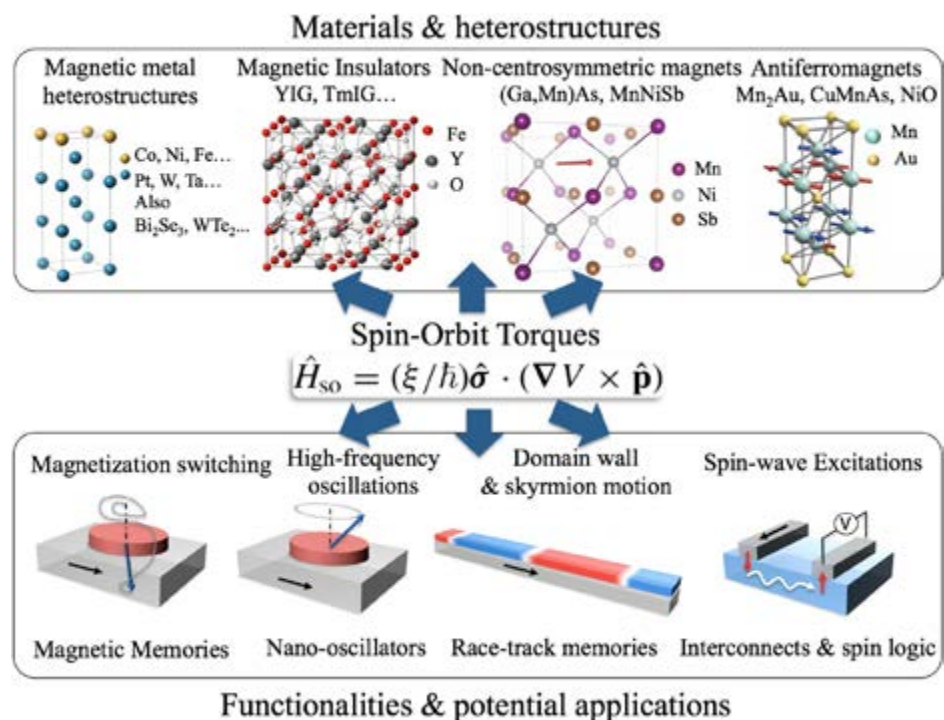 Materials & heterostructures
Magnetic metal
heterostructures
Co, Ni, Fe…
Pt, W, Ta…
Also
Bi₂Se₃, WTe₂...
Magnetic Insulators
YIG, TmIG…
Fe
Y
O
Non-centrosymmetric magnets
(Ga,Mn)As, MnNiSb
Mn
Ni
Sb
Antiferromagnets
Mn₂Au, CuMnAs, NiO
Mn
Au
Spin-Orbit Torques
Ĥso = (ξ/ħ)σ̂ · (∇V × p̂)
Magnetization switching
Magnetic Memories
High-frequency
oscillations
Nano-oscillators
Domain wall
& skyrmion motion
Race-track memories
Spin-wave Excitations
V
Interconnects & spin logic
Functionalities & potential applications